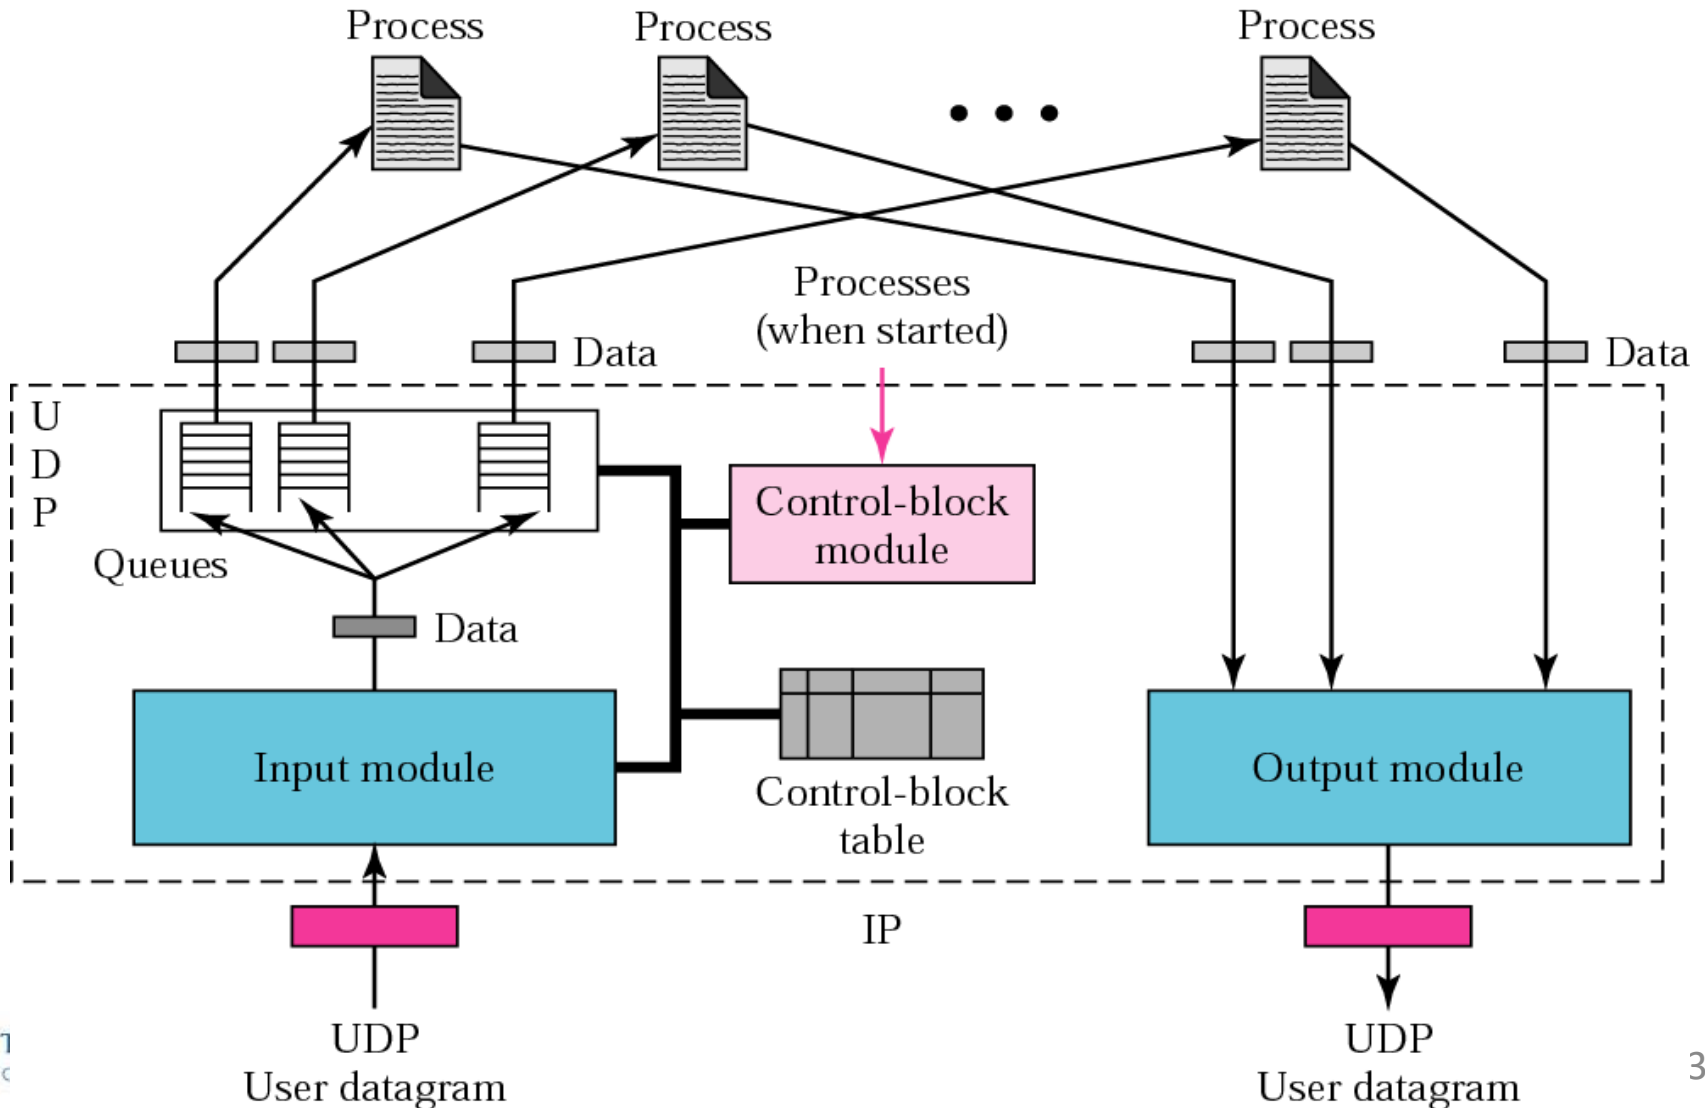 Process
Process
Process
Processes
(when started)
Data
Data
U
D
P
Control-block
module
Queues
Data
Input module
Control-block
table
Output module
IP
UDP
User datagram
UDP
User datagram
3